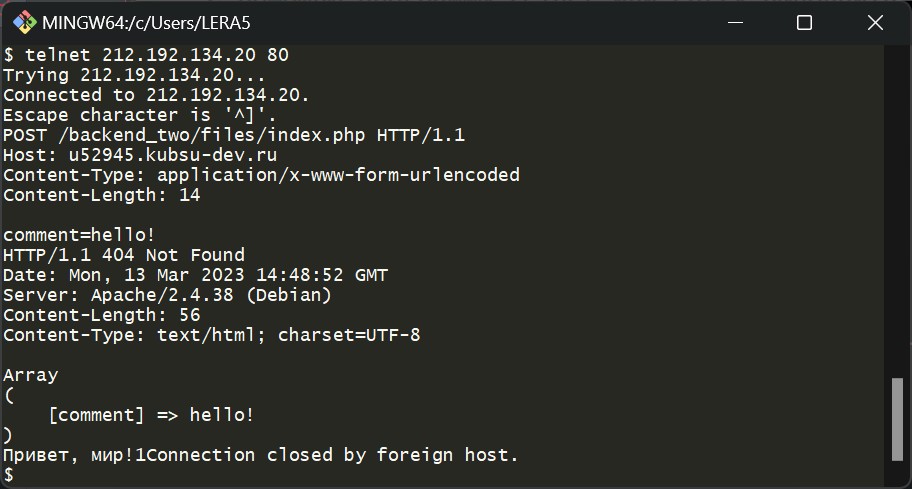 MINGW64:/c/Users/LERA5
$ telnet 212.192.134.20 80
Trying 212.192.134.20...
Connected to 212.192.134.20.
Escape character is '^]'.
POST /backend_two/files/index.php HTTP/1.1
Host: u52945.kubsu-dev.ru
Content-Type: application/x-www-form-urlencoded
Content-Length: 14

comment=hello!
HTTP/1.1 404 Not Found
Date: Mon, 13 Mar 2023 14:48:52 GMT
Server: Apache/2.4.38 (Debian)
Content-Length: 56
Content-Type: text/html; charset=UTF-8

Array
(
    [comment] => hello!
)
Привет, мир!1Connection closed by foreign host.
$